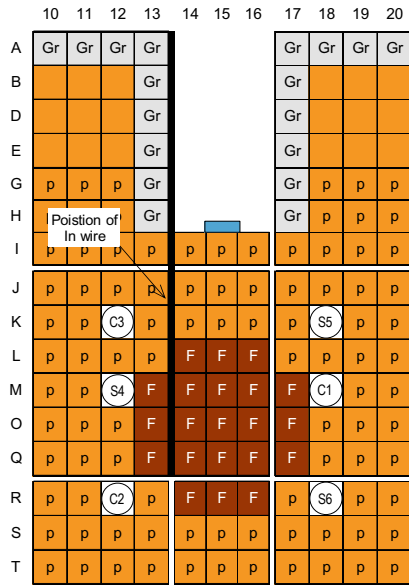 10 11 12 13 14 15 16 17 18 19 20
A Gr Gr Gr Gr Gr Gr Gr Gr
B Gr Gr
D Gr Gr
E Gr Gr
G p p p Gr Gr p p p
H Gr Gr p p p
Poistion of
In wire
I p p p p p p p p p p p
J p p p p p p p p p p p
K p p C3 p p p p p S5 p p
L p p p p F F F p p p p
M p p S4 F F F F F C1 p p
O p p p F F F F F p p p
Q p p p F F F F F p p p
R p p C2 p F F F p S6 p p
S p p p p p p p p p p p
T p p p p p p p p p p p